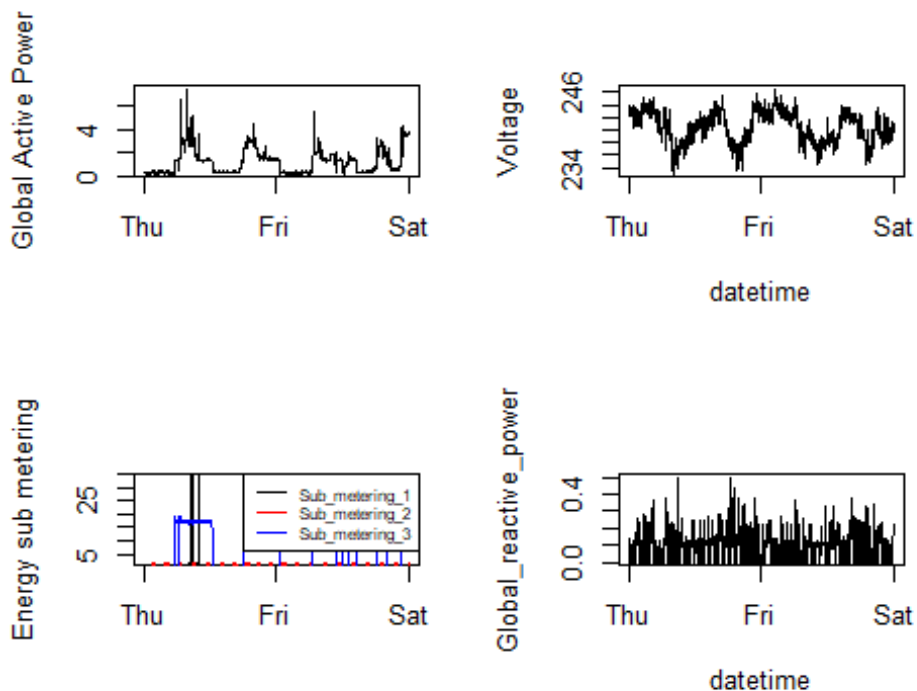 Global Active Power
4
0
Thu Fri Sat
Voltage
246
234
Thu Fri Sat
datetime
Energy sub metering
25
5
Sub_metering_1
Sub_metering_2
Sub_metering_3
Thu Fri Sat
Global_reactive_power
0.4
0.0
Thu Fri Sat
datetime